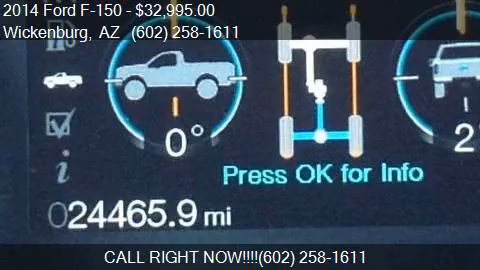 2014 Ford F-150 - $32,995.00
Wickenburg, AZ (602) 258-1611
0°
2
Press OK for Info
i
024465.9 mi
CALL RIGHT NOW!!!!(602) 258-1611